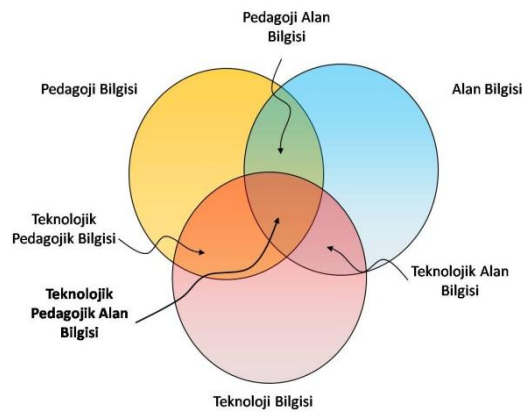 Pedagoji Alan
Bilgisi
Pedagoji Bilgisi
Alan Bilgisi
Teknolojik
Pedagojik Bilgisi
Teknolojik
Pedagojik Alan
Bilgisi
Teknolojik Alan
Bilgisi
Teknoloji Bilgisi